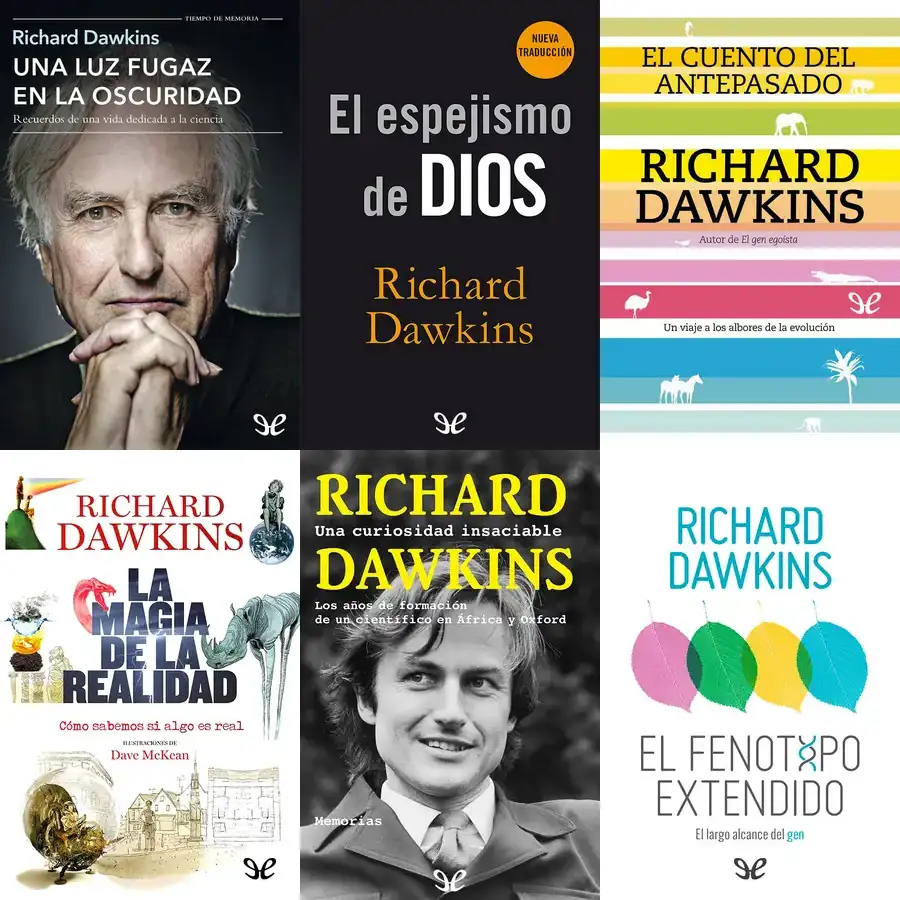 TIEMPO DE MEMORIA
Richard Dawkins
UNA LUZ FUGAZ
EN LA OSCURIDAD
Recuerdos de una vida dedicada a la ciencia
NUEVA
TRADUCCIÓN
El espejismo
de DIOS
Richard
Dawkins
EL CUENTO DEL
ANTEPASADO
RICHARD
DAWKINS
Autor de El gen egoísta
Un viaje a los albores de la evolución
RICHARD
DAWKINS
LA
MAGIA
DE LA
REALIDAD
Cómo sabemos si algo es real
ILUSTRACIONES DE
Dave McKean
RICHARD
Una curiosidad insaciable
DAWKINS
Los años de formación
de un científico en África y Oxford
Memorias
RICHARD
DAWKINS
EL FENOTIPO
EXTENDIDO
El largo alcance del gen